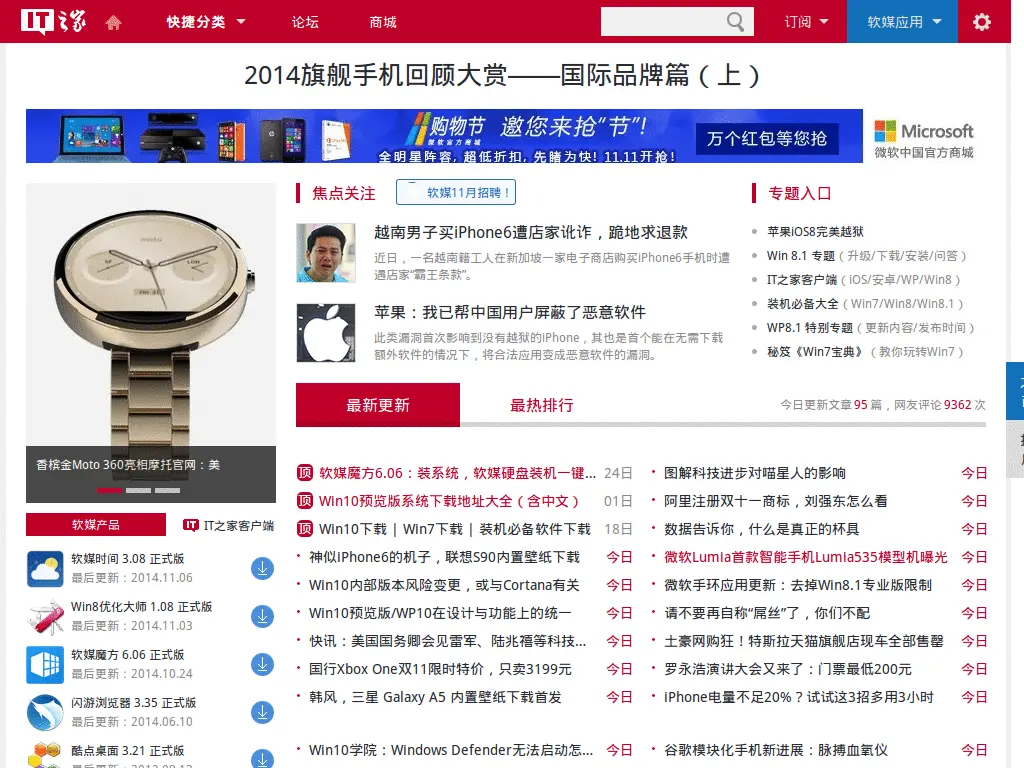 IT之家
快捷分类
论坛
商城
订阅
软媒应用
2014旗舰手机回顾大赏——国际品牌篇（上）
购物节 邀您来抢“节”!
微软官方商城
全明星阵容, 超低折扣, 先睹为快! 11.11开抢!
万个红包等您抢
Microsoft
微软中国官方商城
moto
香槟金Moto 360亮相摩托官网：美
焦点关注
软媒11月招聘！
越南男子买iPhone6遭店家讹诈，跪地求退款
近日，一名越南籍工人在新加坡一家电子商店购买iPhone6手机时遭
遇店家“霸王条款”。
苹果：我已帮中国用户屏蔽了恶意软件
此类漏洞首次影响到没有越狱的iPhone，其也是首个能在无需下载
额外软件的情况下，将合法应用变成恶意软件的漏洞。
专题入口
苹果iOS8完美越狱
Win 8.1 专题（升级/下载/安装/问答）
IT之家客户端（iOS/安卓/WP/Win8）
装机必备大全（Win7/Win8/Win8.1）
WP8.1 特别专题（更新内容/发布时间）
秘笈《Win7宝典》（教你玩转Win7）
最新更新
最热排行
今日更新文章 95 篇，网友评论 9362 次
顶 软媒魔方6.06：装系统，软媒硬盘装机一键... 24日
顶 Win10预览版系统下载地址大全（含中文） 01日
顶 Win10下载 | Win7下载 | 装机必备软件下载 18日
神似iPhone6的机子，联想S90内置壁纸下载 今日
Win10内部版本风险变更，或与Cortana有关 今日
Win10预览版/WP10在设计与功能上的统一 今日
快讯：美国国务卿会见雷军、陆兆禧等科技... 今日
国行Xbox One双11限时特价，只卖3199元 今日
韩风，三星 Galaxy A5 内置壁纸下载首发 今日
Win10学院：Windows Defender无法启动怎... 今日
图解科技进步对喵星人的影响 今日
阿里注册双十一商标，刘强东怎么看 今日
数据告诉你，什么是真正的杯具 今日
微软Lumia首款智能手机Lumia535模型机曝光 今日
微软手环应用更新：去掉Win8.1专业版限制 今日
请不要再自称“屌丝”了，你们不配 今日
土豪网购狂！特斯拉天猫旗舰店现车全部售罄 今日
罗永浩演讲大会又来了：门票最低200元 今日
iPhone电量不足20%？试试这3招多用3小时 今日
谷歌模块化手机新进展：脉搏血氧仪 今日
软媒产品
IT IT之家客户端
软媒时间 3.08 正式版
最后更新：2014.11.06
Win8优化大师 1.08 正式版
最后更新：2014.11.03
软媒魔方 6.06 正式版
最后更新：2014.10.24
闪游浏览器 3.35 正式版
最后更新：2014.06.10
酷点桌面 3.21 正式版